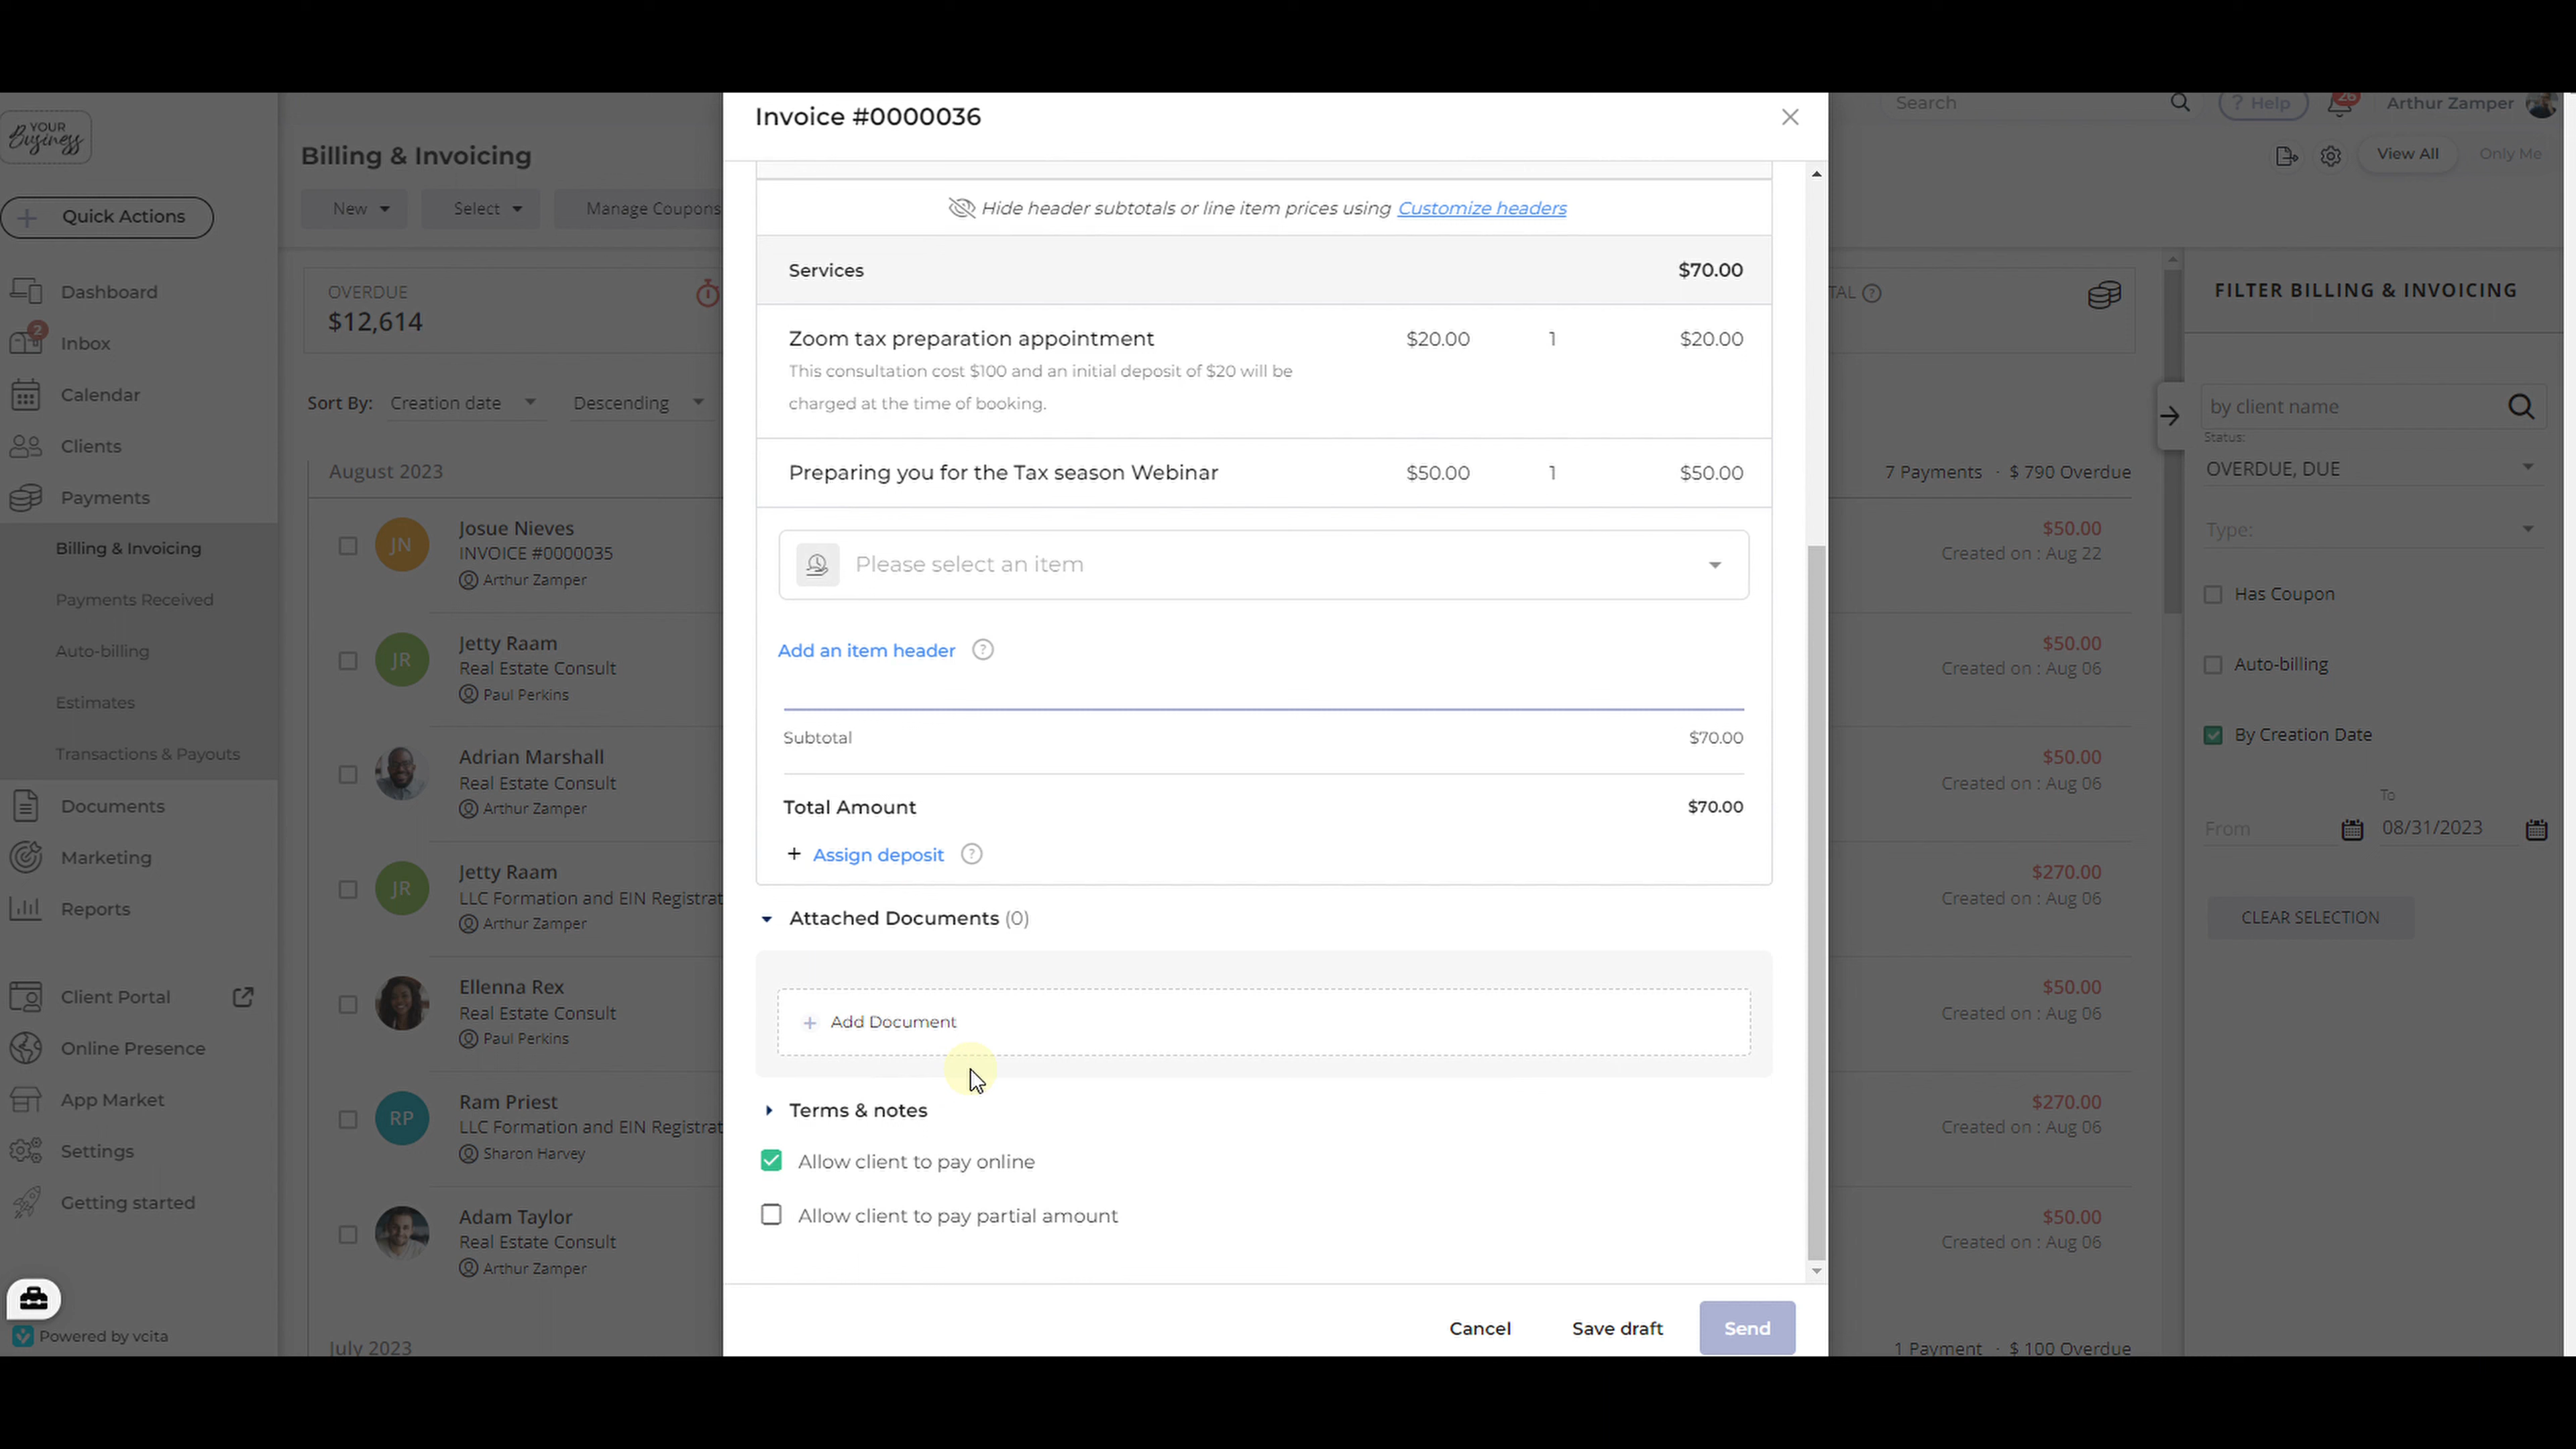 YOUR
Business
Quick Actions
Dashboard
2
Inbox
Calendar
Clients
Payments
Billing & Invoicing
Payments Received
Auto-billing
Estimates
Transactions & Payouts
Documents
Marketing
Reports
Client Portal
Online Presence
App Market
Settings
Getting started
Powered by vcita
Billing & Invoicing
New
Select
Manage Coupons
OVERDUE
$12,614
Sort By: Creation date Descending
August 2023
JN
Josue Nieves
INVOICE #0000035
Arthur Zamper
JR
Jetty Raam
Real Estate Consult
Paul Perkins
Adrian Marshall
Real Estate Consult
Arthur Zamper
JR
Jetty Raam
LLC Formation and EIN Registrat
Arthur Zamper
Ellenna Rex
Real Estate Consult
Paul Perkins
RP
Ram Priest
LLC Formation and EIN Registrat
Sharon Harvey
Adam Taylor
Real Estate Consult
Arthur Zamper
July 2023
Invoice #0000036
Hide header subtotals or line item prices using Customize headers
Services $70.00
Zoom tax preparation appointment $20.00 1 $20.00
This consultation cost $100 and an initial deposit of $20 will be
charged at the time of booking.
Preparing you for the Tax season Webinar $50.00 1 $50.00
Please select an item
Add an item header ?
Subtotal $70.00
Total Amount $70.00
+ Assign deposit ?
Attached Documents (0)
+ Add Document
Terms & notes
Allow client to pay online
Allow client to pay partial amount
Cancel Save draft Send
Search
? Help
26
Arthur Zamper
View All
Only Me
TAL ?
7 Payments · $ 790 Overdue
$50.00
Created on : Aug 22
$50.00
Created on : Aug 06
$50.00
Created on : Aug 06
$270.00
Created on : Aug 06
$50.00
Created on : Aug 06
$270.00
Created on : Aug 06
$50.00
Created on : Aug 06
1 Payment · $ 100 Overdue
FILTER BILLING & INVOICING
by client name
Status:
OVERDUE, DUE
Type:
Has Coupon
Auto-billing
By Creation Date
To
From 08/31/2023
CLEAR SELECTION